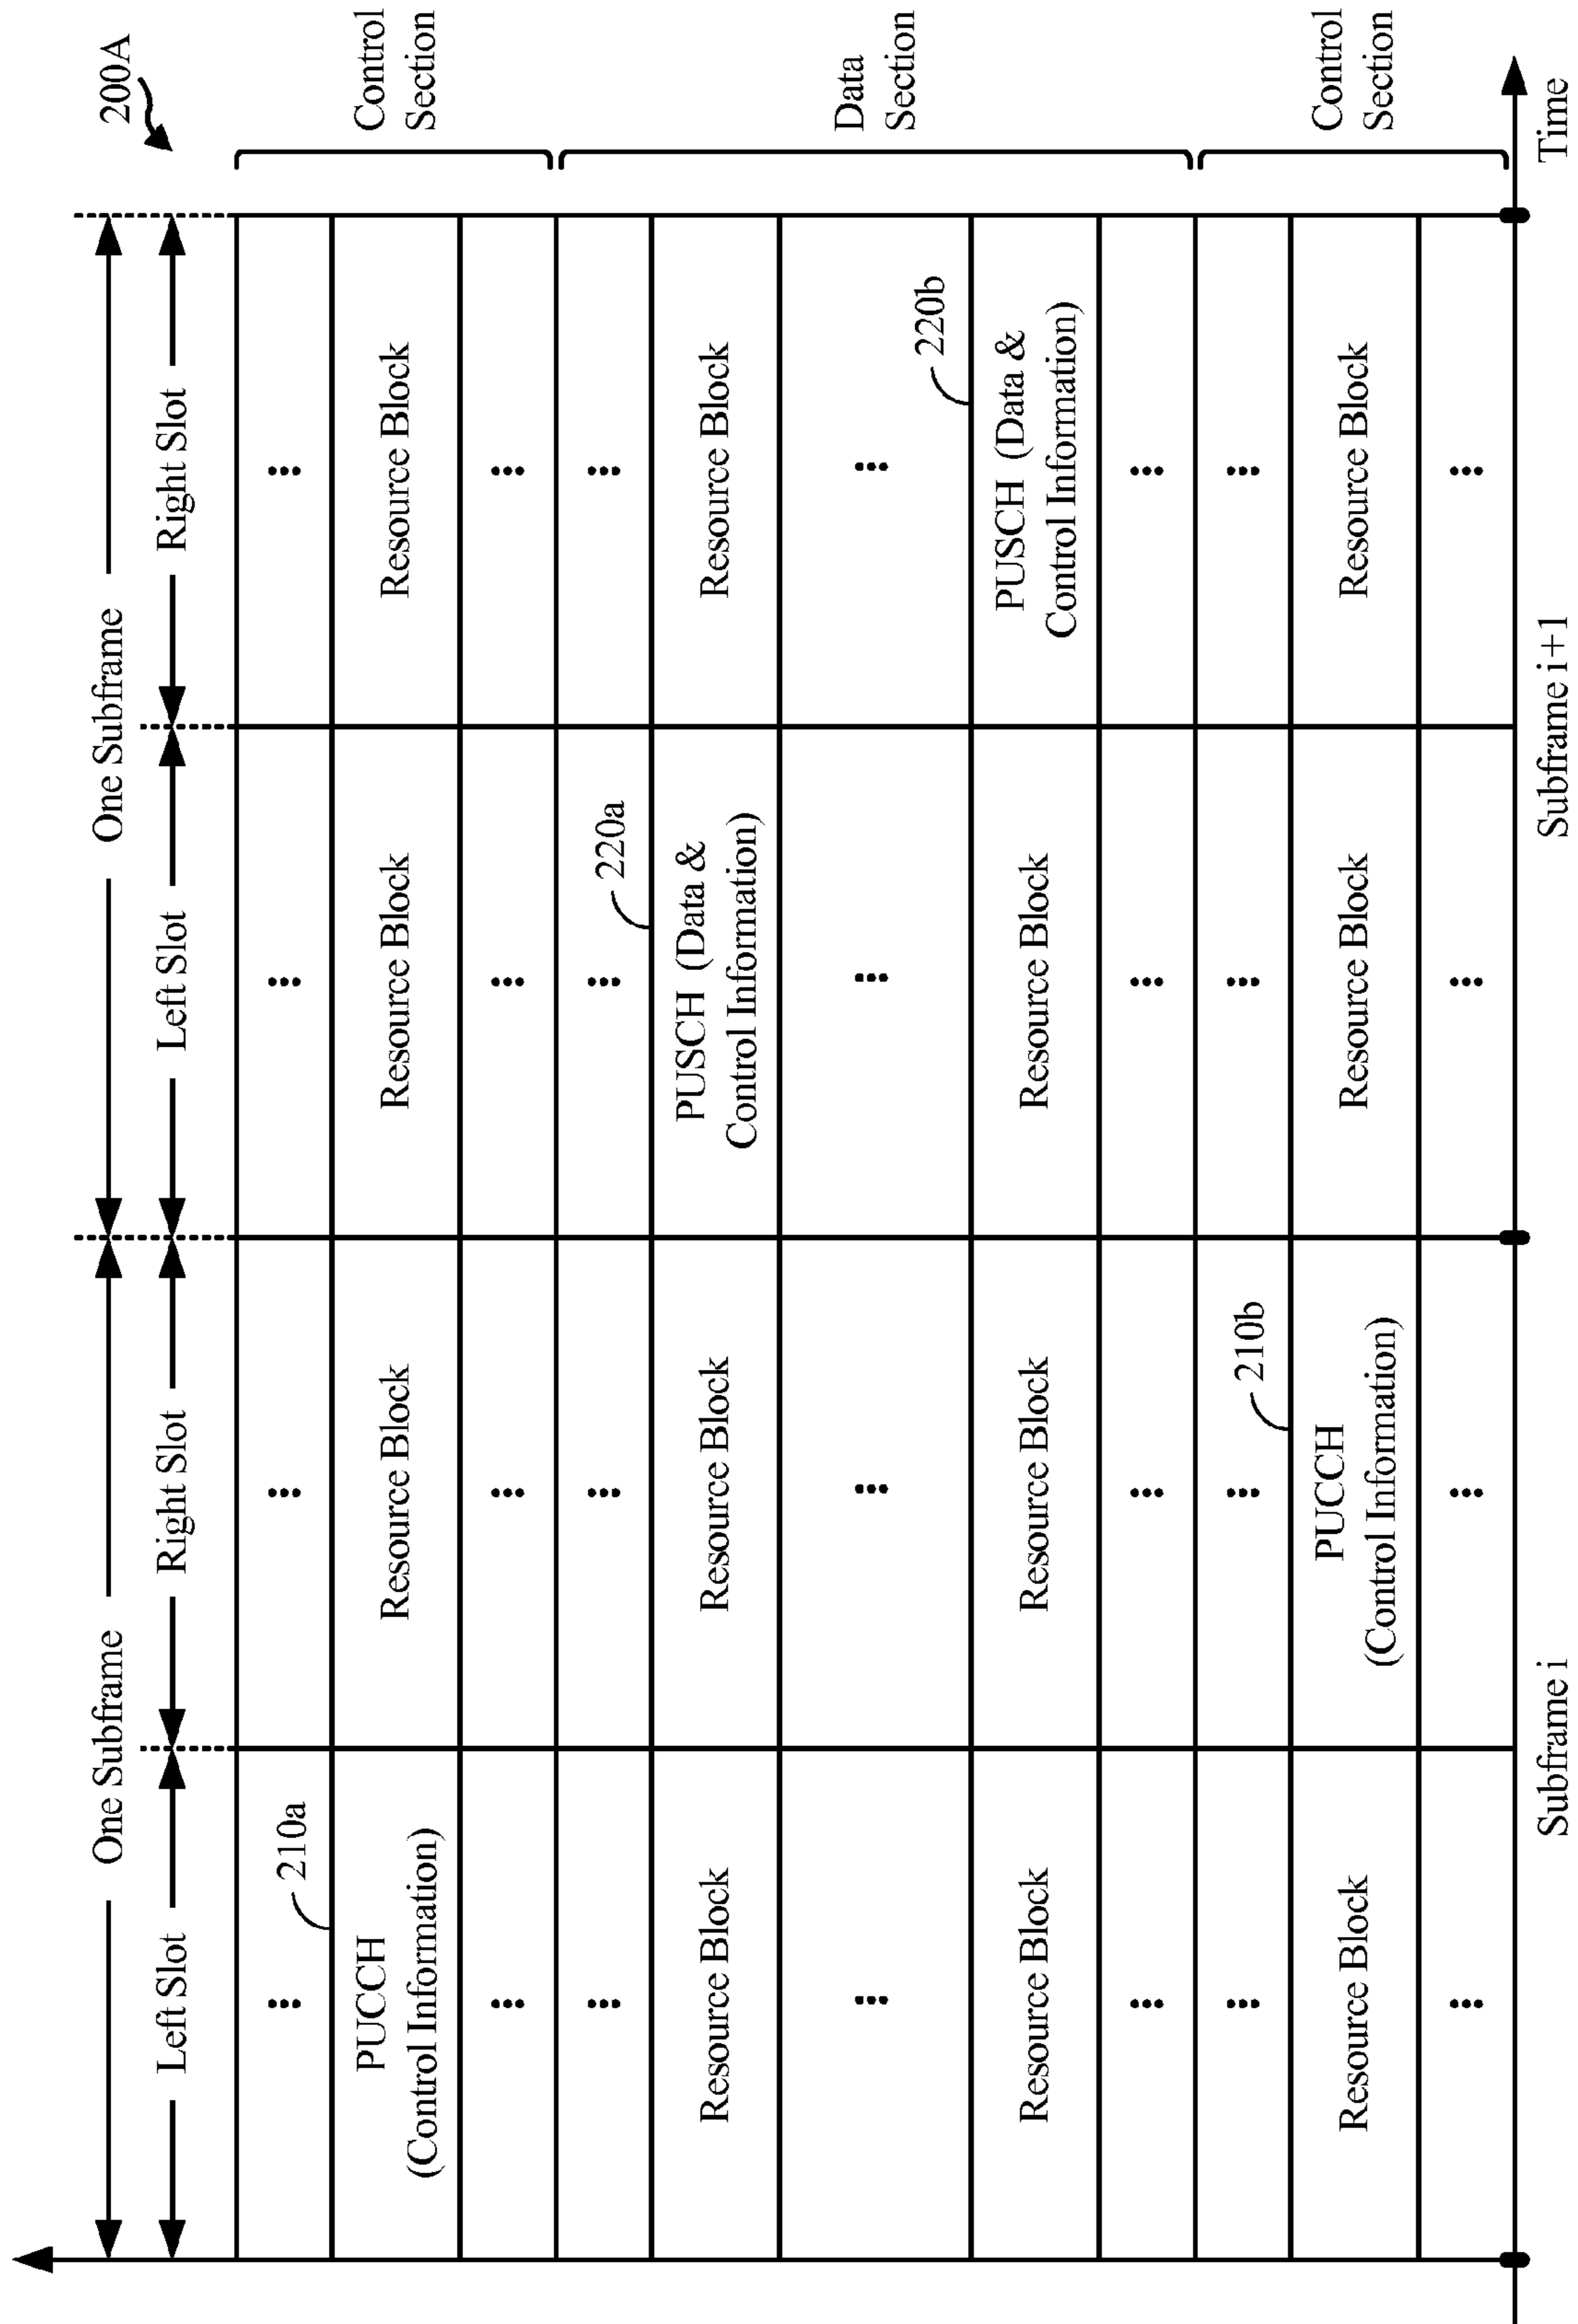 200A
One Subframe
One Subframe
Left Slot
Right Slot
Left Slot
Right Slot
⋮
⋮
⋮
⋮
210a
PUCCH
(Control Information)
Resource Block
Resource Block
Resource Block
Control
Section
⋮
⋮
⋮
⋮
⋮
⋮
⋮
⋮
220a
Resource Block
Resource Block
PUSCH (Data &
Control Information)
Resource Block
Data
Section
⋮
⋮
⋮
⋮
220b
Resource Block
Resource Block
Resource Block
PUSCH (Data &
Control Information)
⋮
⋮
⋮
⋮
⋮
⋮
⋮
⋮
210b
Resource Block
PUCCH
(Control Information)
Resource Block
Resource Block
Control
Section
⋮
⋮
⋮
⋮
Subframe i
Subframe i+1
Time